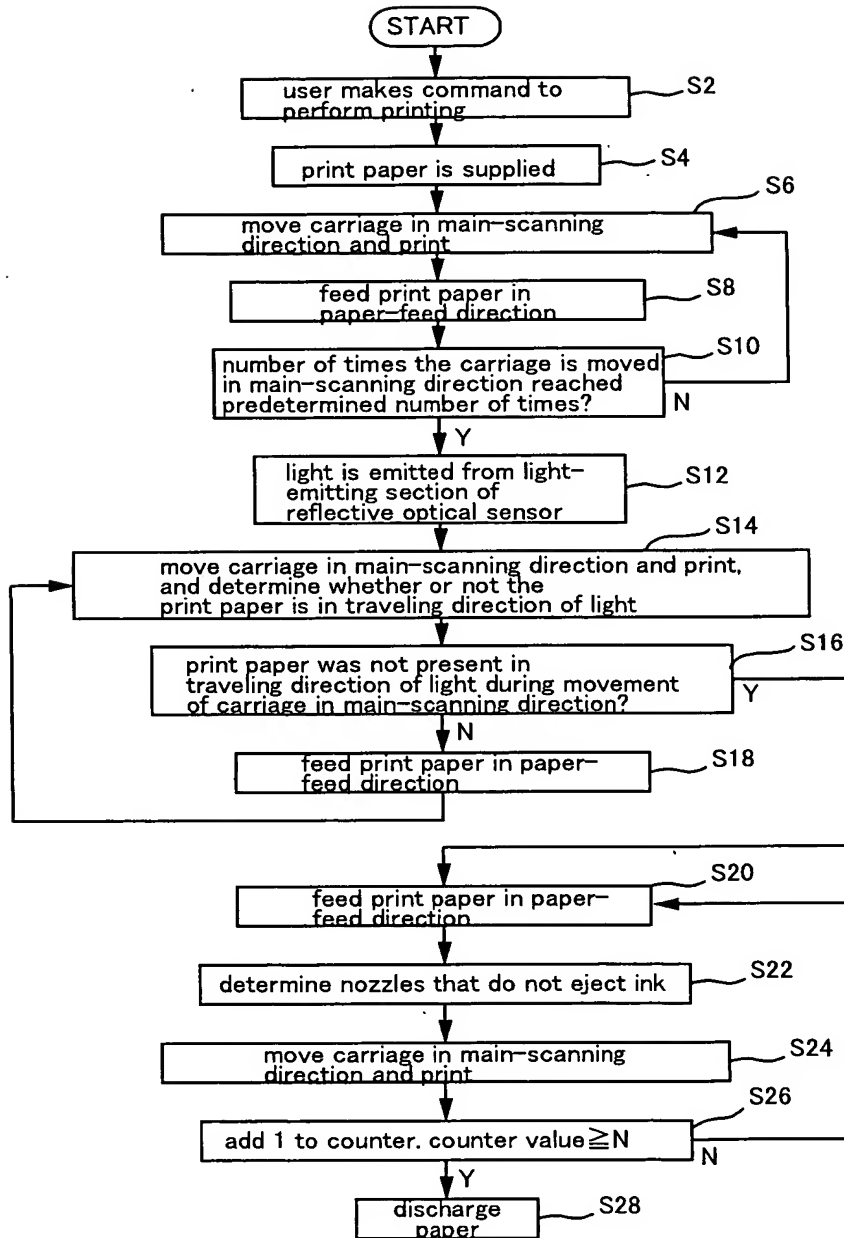 START
user makes command to
perform printing
S2
print paper is supplied
S4
S6
move carriage in main-scanning
direction and print
feed print paper in
paper-feed direction
S8
number of times the carriage is moved
in main-scanning direction reached
predetermined number of times?
S10
N
Y
light is emitted from light-
emitting section of
reflective optical sensor
S12
S14
move carriage in main-scanning direction and print,
and determine whether or not the
print paper is in traveling direction of light
print paper was not present in
traveling direction of light during movement
of carriage in main-scanning direction?
S16
Y
N
feed print paper in paper-
feed direction
S18
S20
feed print paper in paper-
feed direction
determine nozzles that do not eject ink
S22
move carriage in main-scanning
direction and print
S24
S26
add 1 to counter. counter value≧N
N
Y
discharge
paper
S28